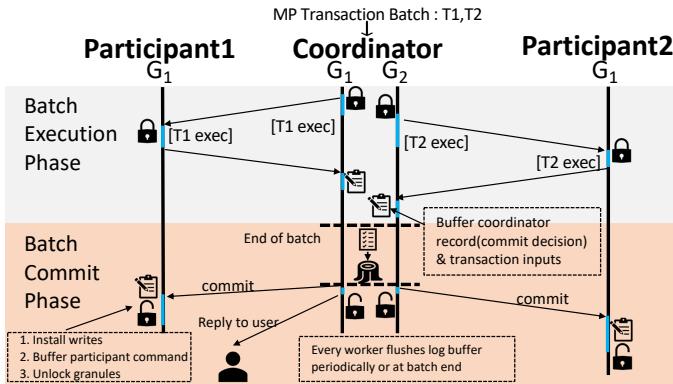 MP Transaction Batch : T1,T2
Participant1
Coordinator
Participant2
G1
G1
G2
G1
Batch
Execution
Phase
[T1 exec]
[T1 exec]
[T2 exec]
[T2 exec]
Buffer coordinator
record(commit decision)
& transaction inputs
End of batch
Batch
Commit
Phase
commit
commit
Reply to user
1. Install writes
2. Buffer participant command
3. Unlock granules
Every worker flushes log buffer
periodically or at batch end